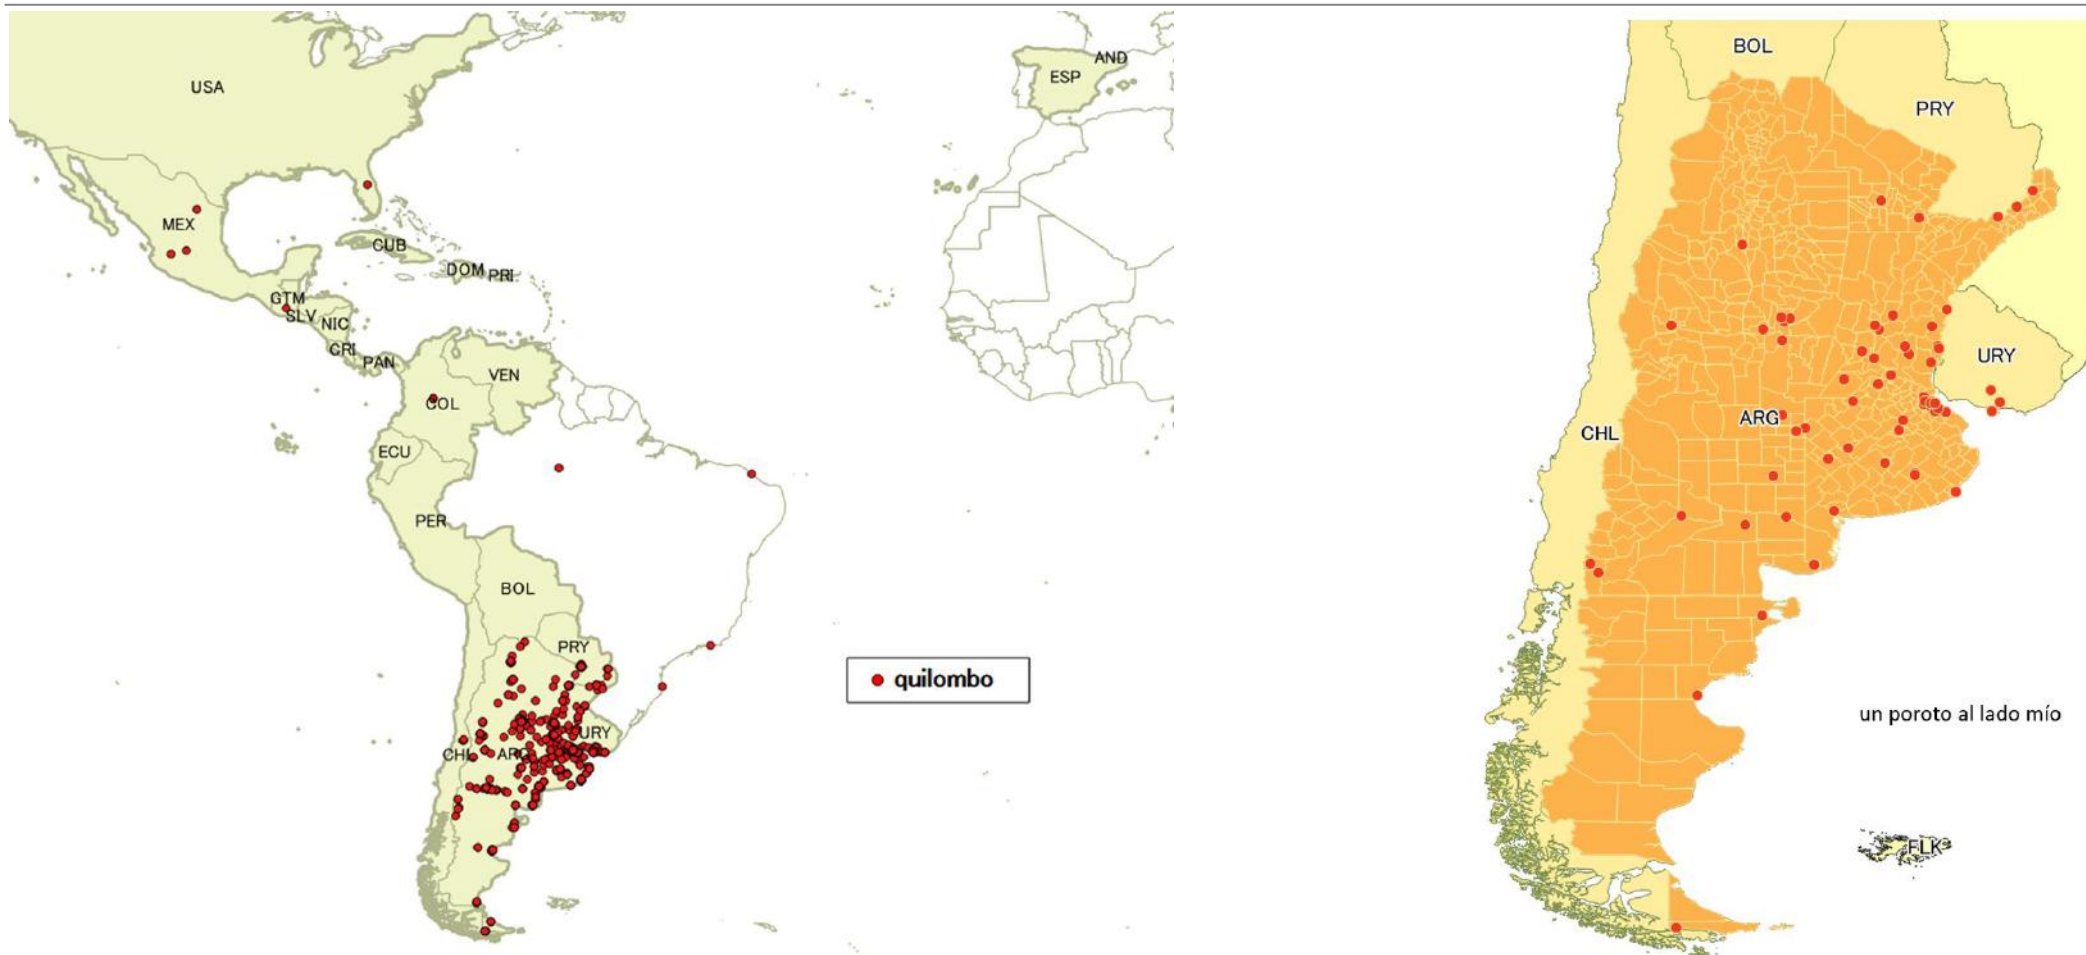 USA
AND
ESP
MEX
CUB
DOM
PRI
GTM
SLV
NIC
CRI
PAN
VEN
COL
ECU
PER
BOL
PRY
quilombo
URY
CHL
ARG
BOL
PRY
URY
ARG
CHL
un poroto al lado mío
FLK